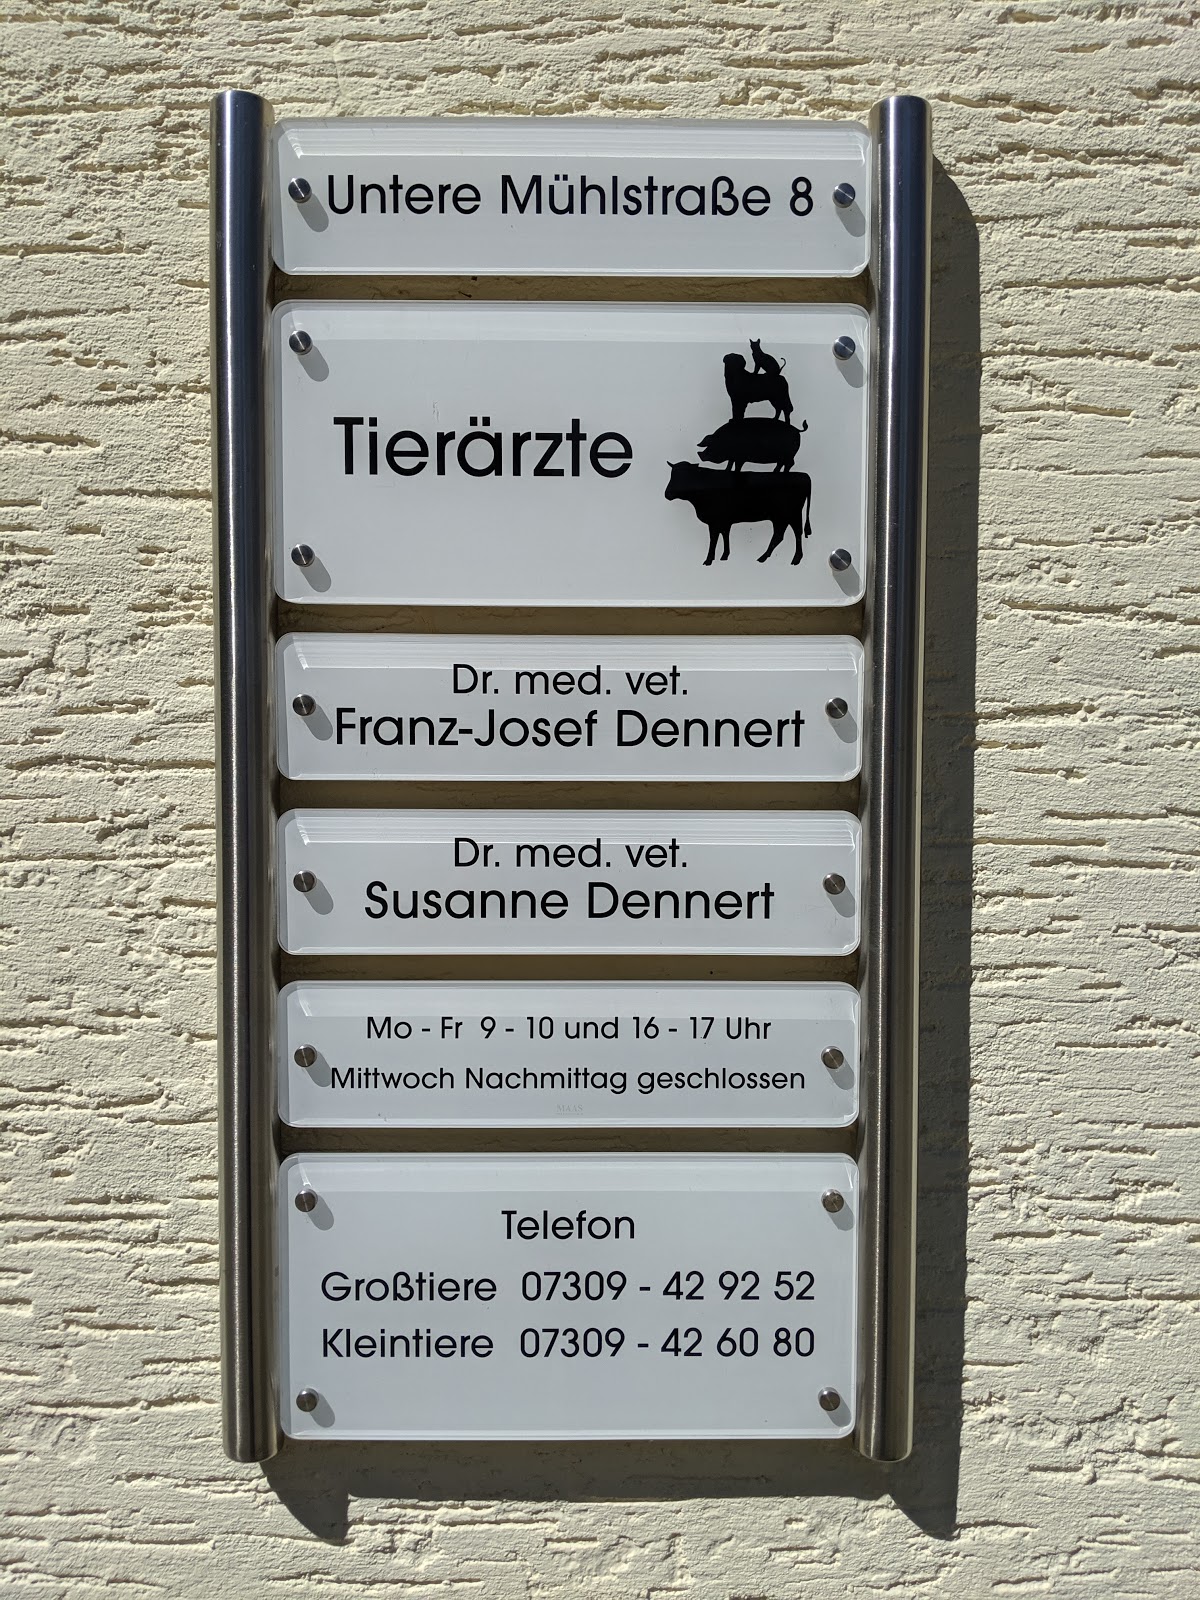 Untere Mühlstraße 8
Tierärzte
Dr. med. vet.
Franz-Josef Dennert
Dr. med. vet.
Susanne Dennert
Mo - Fr 9 - 10 und 16 - 17 Uhr
Mittwoch Nachmittag geschlossen
MAAS
Telefon
Großtiere 07309 - 42 92 52
Kleintiere 07309 - 42 60 80